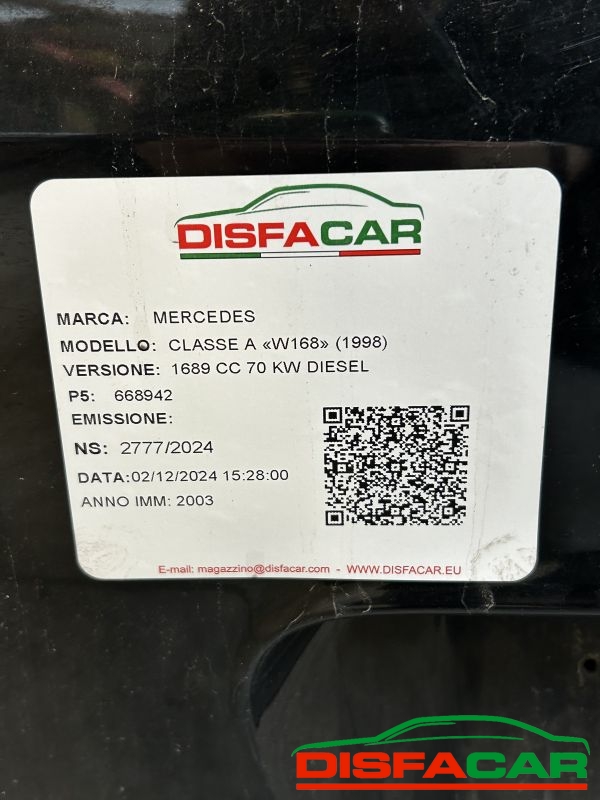 DISFACAR
MARCA: MERCEDES
MODELLO: CLASSE A «W168» (1998)
VERSIONE: 1689 CC 70 KW DIESEL
P5: 668942
EMISSIONE:
NS: 2777/2024
DATA:02/12/2024 15:28:00
ANNO IMM: 2003
E-mail: magazzino@disfacar.com - WWW.DISFACAR.EU
DISFACAR